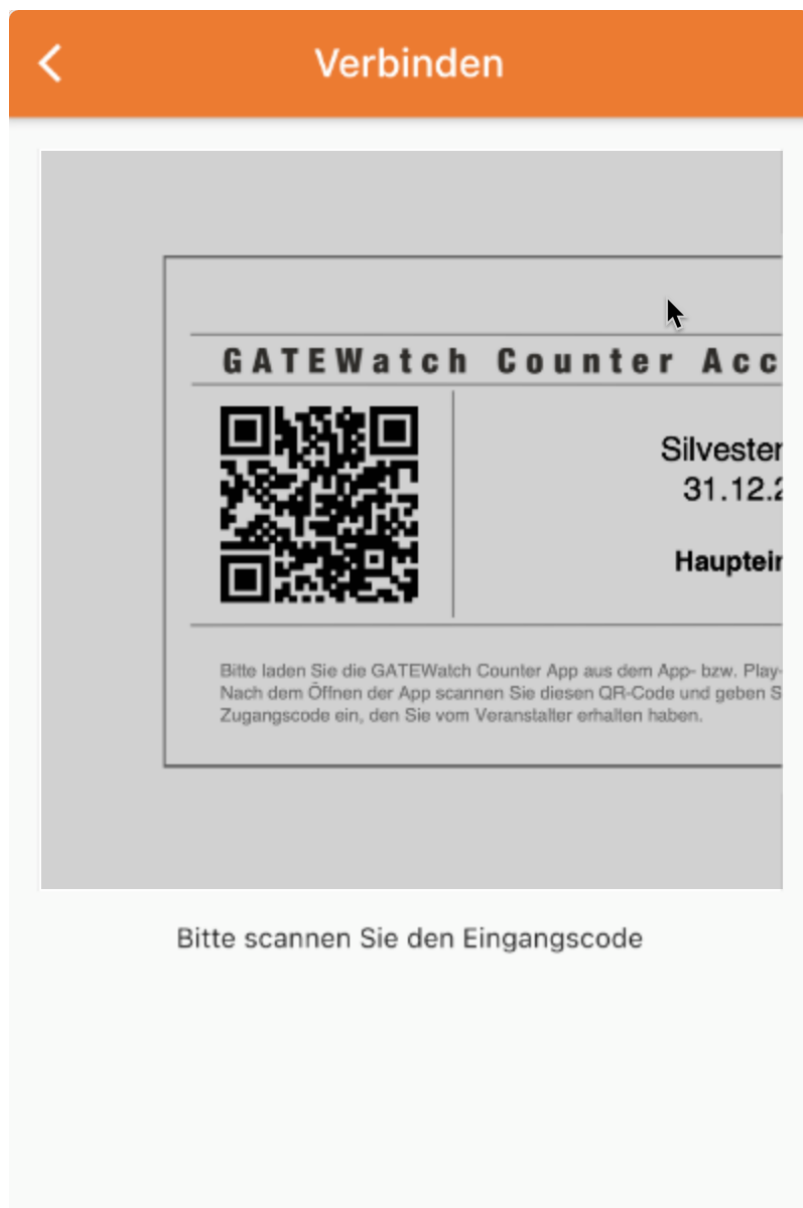 Verbinden
GATEWatch Counter Acc
Silvester
31.12.2
Hauptein
Bitte laden Sie die GATEWatch Counter App aus dem App- bzw. Play-
Nach dem Öffnen der App scannen Sie diesen QR-Code und geben S
Zugangscode ein, den Sie vom Veranstalter erhalten haben.
Bitte scannen Sie den Eingangscode